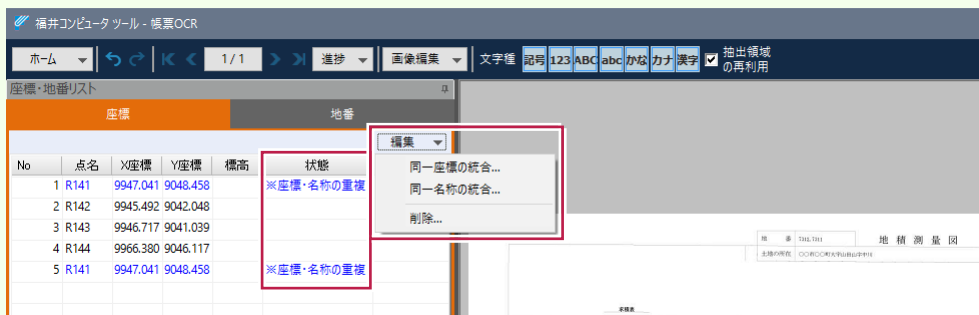 福井コンピュータ ツール - 帳票OCR
ホーム 1/1 進捗 画像編集 文字種 記号 123 ABC abc かな カナ 漢字 抽出領域の再利用
座標・地番リスト
座標 地番
編集
同一座標の統合...
同一名称の統合...
削除...
No 点名 X座標 Y座標 標高 状態
1 R141 9947.041 9048.458 ※座標・名称の重複
2 R142 9945.492 9042.048
3 R143 9946.717 9041.039
4 R144 9966.380 9046.117
5 R141 9947.041 9048.458 ※座標・名称の重複
地 番 地 積 測 量 図
土地の所在
求積表